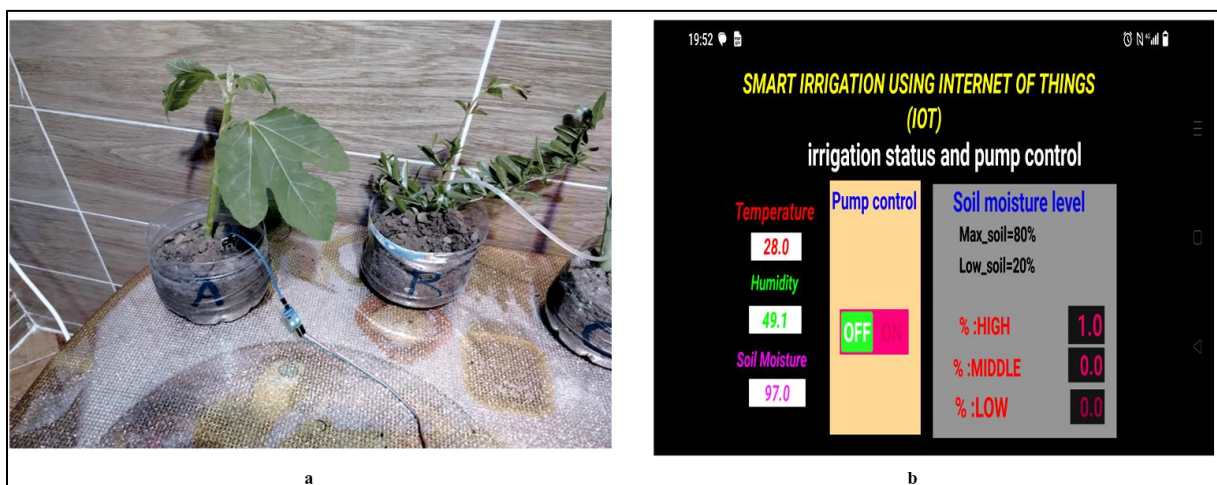 A
R
19:52
SMART IRRIGATION USING INTERNET OF THINGS
(IOT)
irrigation status and pump control
Temperature
28.0
Humidity
49.1
Soil Moisture
97.0
Pump control
OFF ON
Soil moisture level
Max_soil=80%
Low_soil=20%
% :HIGH 1.0
% :MIDDLE 0.0
% :LOW 0.0
a
b